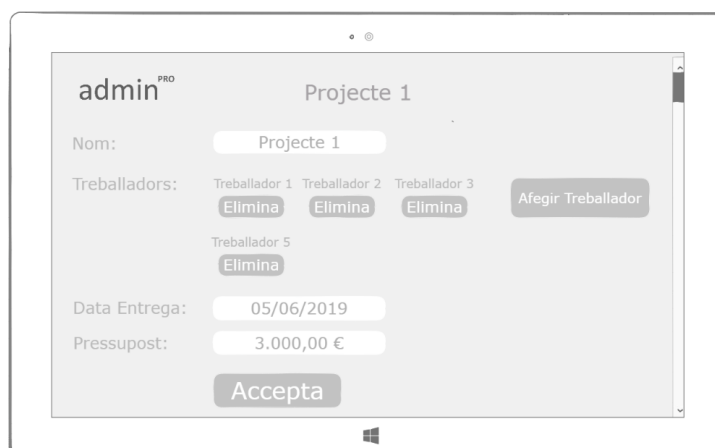 admin PRO
Projecte 1
Nom: Projecte 1
Treballadors: Treballador 1 Treballador 2 Treballador 3
Elimina Elimina Elimina Afegir Treballador
Treballador 5
Elimina
Data Entrega: 05/06/2019
Pressupost: 3.000,00 €
Accepta